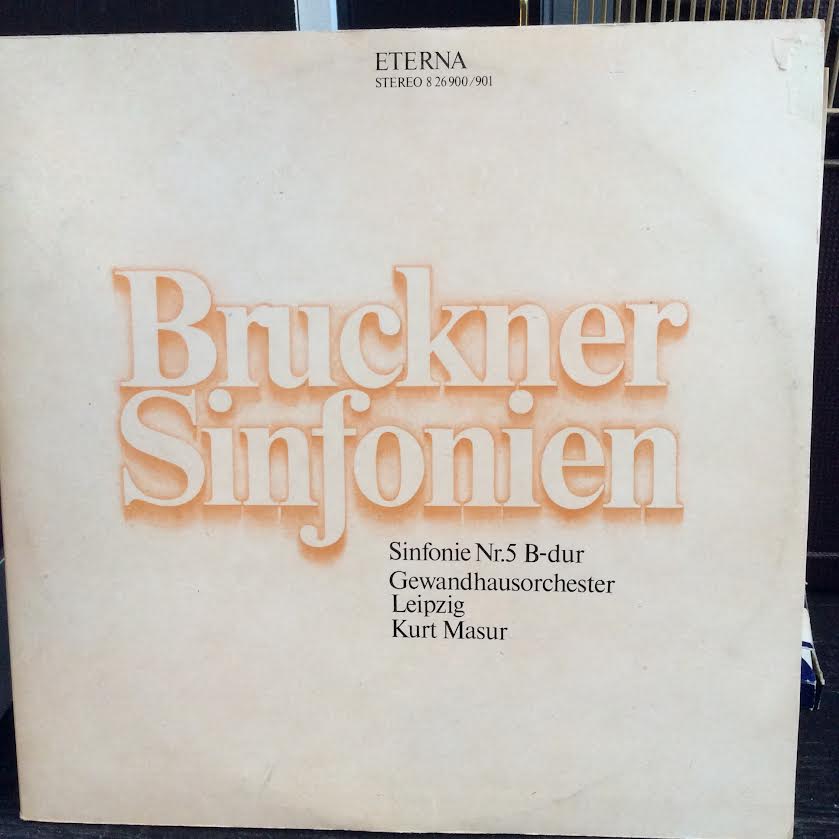 ETERNA
STEREO 8 26 900/901
Bruckner
Sinfonien
Sinfonie Nr.5 B-dur
Gewandhausorchester
Leipzig
Kurt Masur